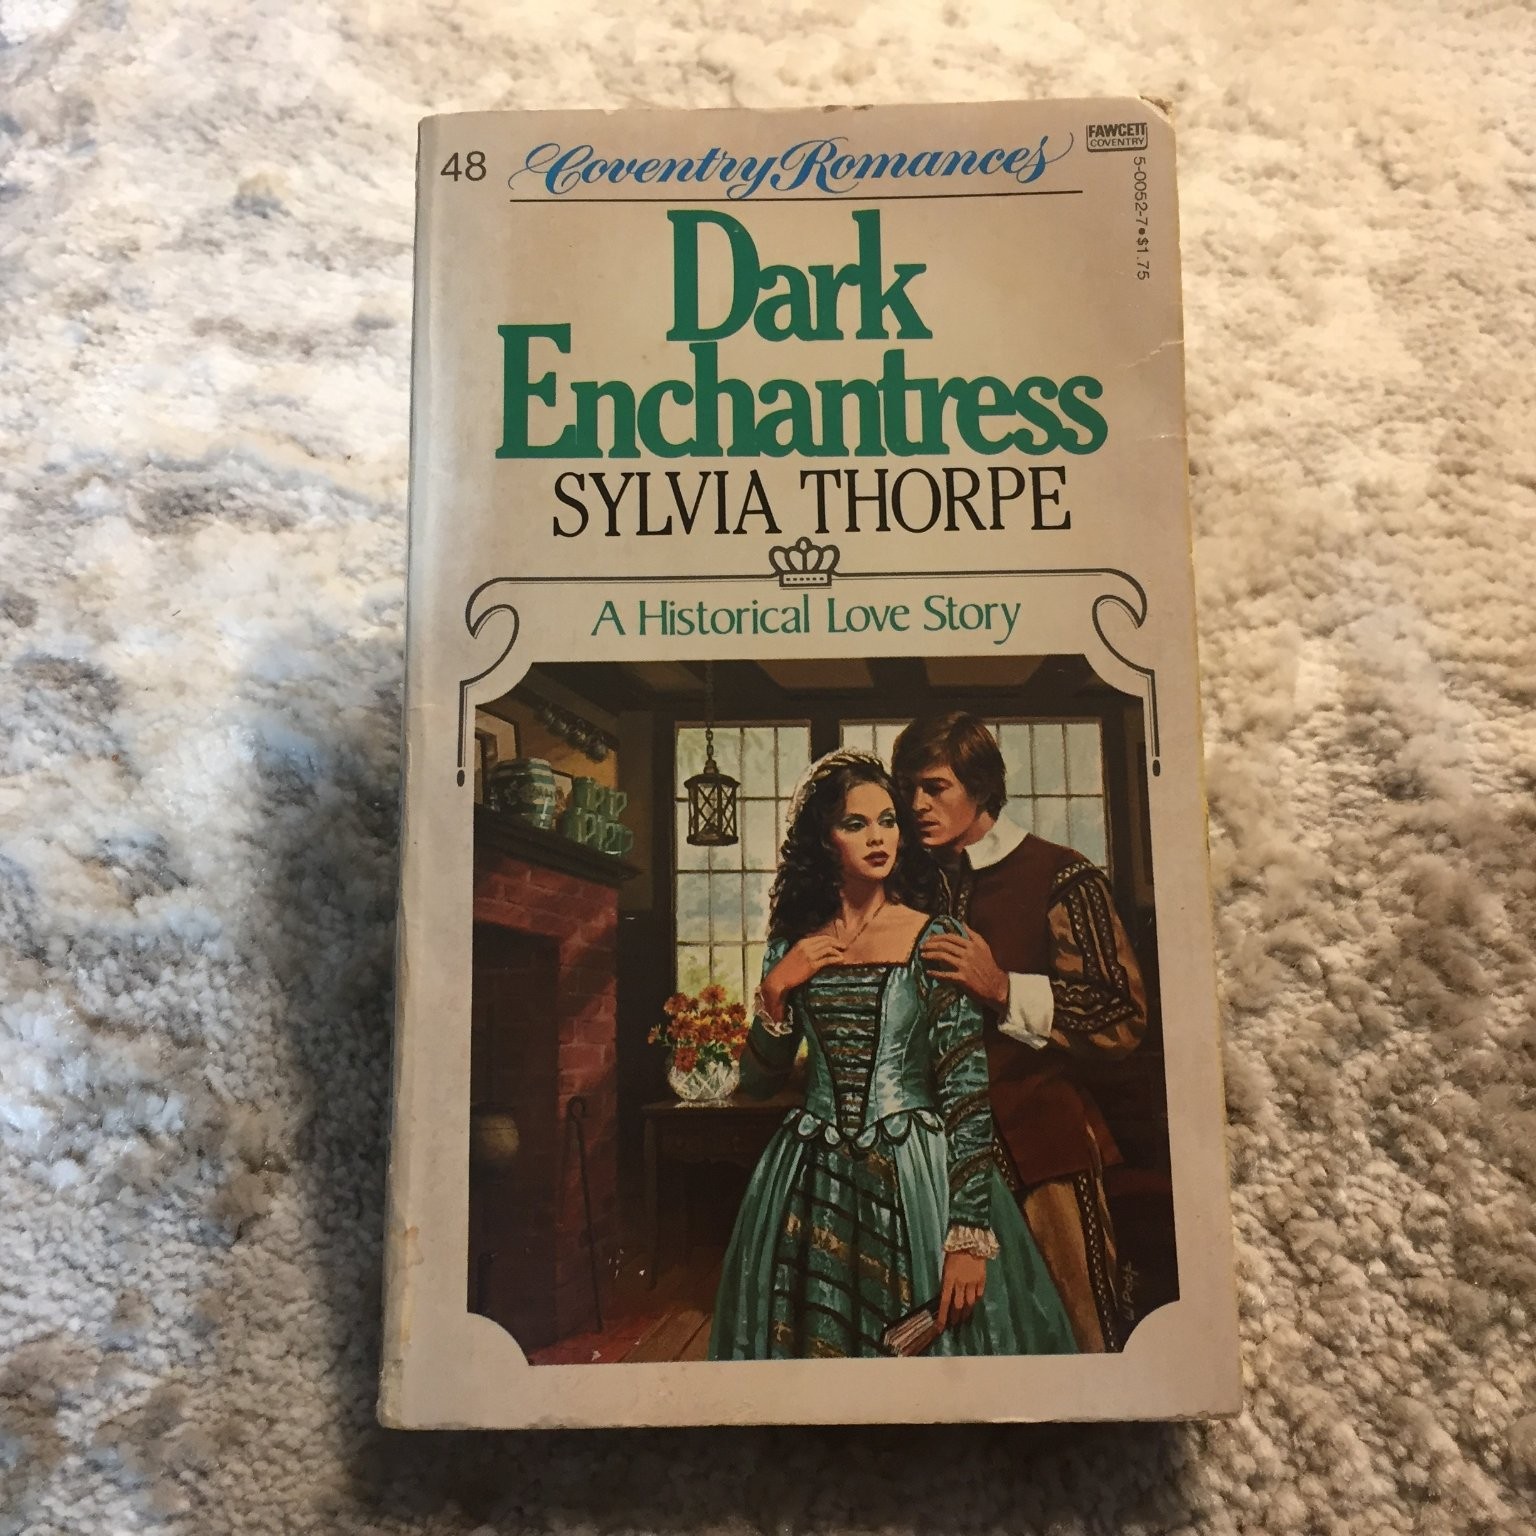 48
Coventry Romances
FAWCETT
COVENTRY
5-0052-7 • $1.75
Dark
Enchantress
SYLVIA THORPE
A Historical Love Story